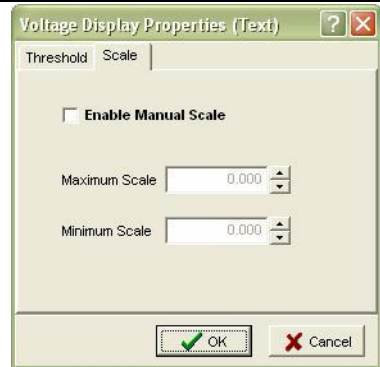 Voltage Display Properties (Text)
Threshold Scale
Enable Manual Scale
Maximum Scale 0.000
Minimum Scale 0.000
OK Cancel